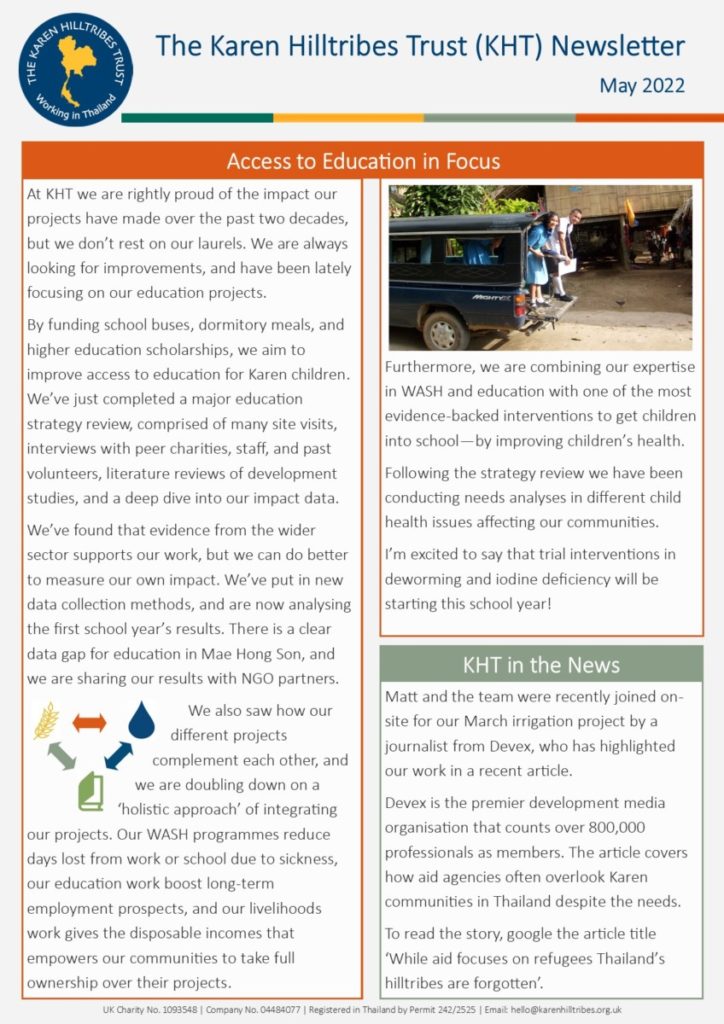 THE KAREN HILLTRIBES TRUST
Working in Thailand
The Karen Hilltribes Trust (KHT) Newsletter
May 2022
Access to Education in Focus
At KHT we are rightly proud of the impact our
projects have made over the past two decades,
but we don't rest on our laurels. We are always
looking for improvements, and have been lately
focusing on our education projects.
By funding school buses, dormitory meals, and
higher education scholarships, we aim to
improve access to education for Karen children.
We've just completed a major education
strategy review, comprised of many site visits,
interviews with peer charities, staff, and past
volunteers, literature reviews of development
studies, and a deep dive into our impact data.
We've found that evidence from the wider
sector supports our work, but we can do better
to measure our own impact. We've put in new
data collection methods, and are now analysing
the first school year's results. There is a clear
data gap for education in Mae Hong Son, and
we are sharing our results with NGO partners.
We also saw how our
different projects
complement each other, and
we are doubling down on a
'holistic approach' of integrating
our projects. Our WASH programmes reduce
days lost from work or school due to sickness,
our education work boost long-term
employment prospects, and our livelihoods
work gives the disposable incomes that
empowers our communities to take full
ownership over their projects.
MIGHTY-X
Furthermore, we are combining our expertise
in WASH and education with one of the most
evidence-backed interventions to get children
into school—by improving children's health.
Following the strategy review we have been
conducting needs analyses in different child
health issues affecting our communities.
I'm excited to say that trial interventions in
deworming and iodine deficiency will be
starting this school year!
KHT in the News
Matt and the team were recently joined on-
site for our March irrigation project by a
journalist from Devex, who has highlighted
our work in a recent article.
Devex is the premier development media
organisation that counts over 800,000
professionals as members. The article covers
how aid agencies often overlook Karen
communities in Thailand despite the needs.
To read the story, google the article title
'While aid focuses on refugees Thailand's
hilltribes are forgotten'.
UK Charity No. 1093548 | Company No. 04484077 | Registered in Thailand by Permit 242/2525 | Email: hello@karenhilltribes.org.uk